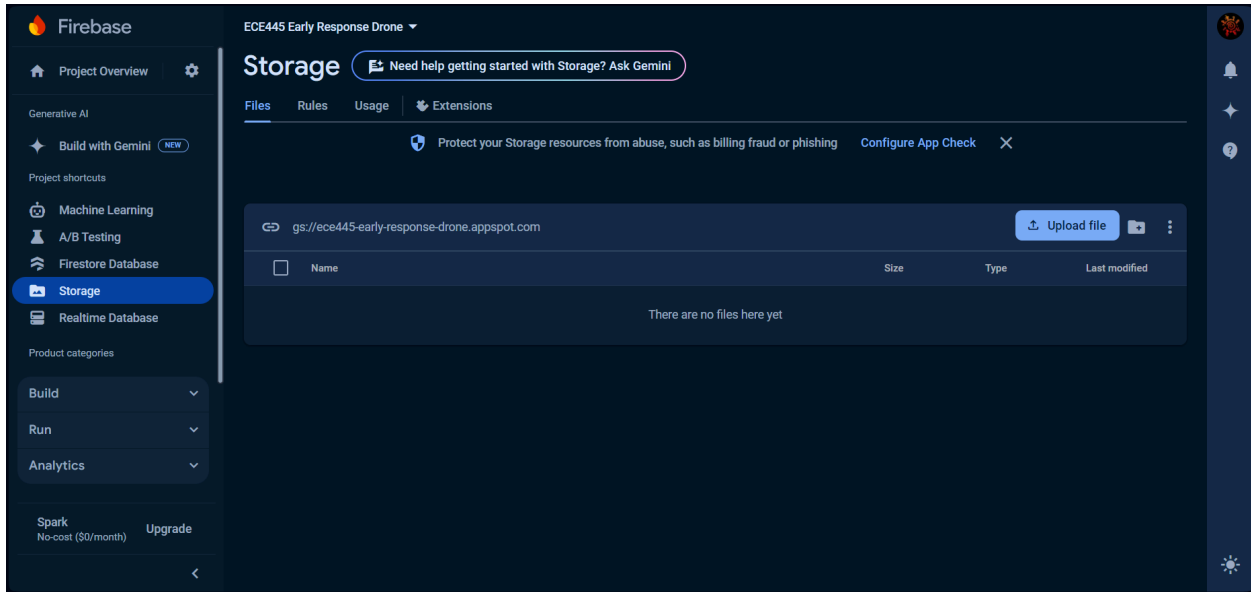 Firebase
Project Overview
Generative AI
Build with Gemini NEW
Project shortcuts
Machine Learning
A/B Testing
Firestore Database
Storage
Realtime Database
Product categories
Build
Run
Analytics
Spark
No-cost ($0/month)
Upgrade
ECE445 Early Response Drone
Storage
Need help getting started with Storage? Ask Gemini
Files Rules Usage Extensions
Protect your Storage resources from abuse, such as billing fraud or phishing Configure App Check
gs://ece445-early-response-drone.appspot.com
Upload file
Name Size Type Last modified
There are no files here yet